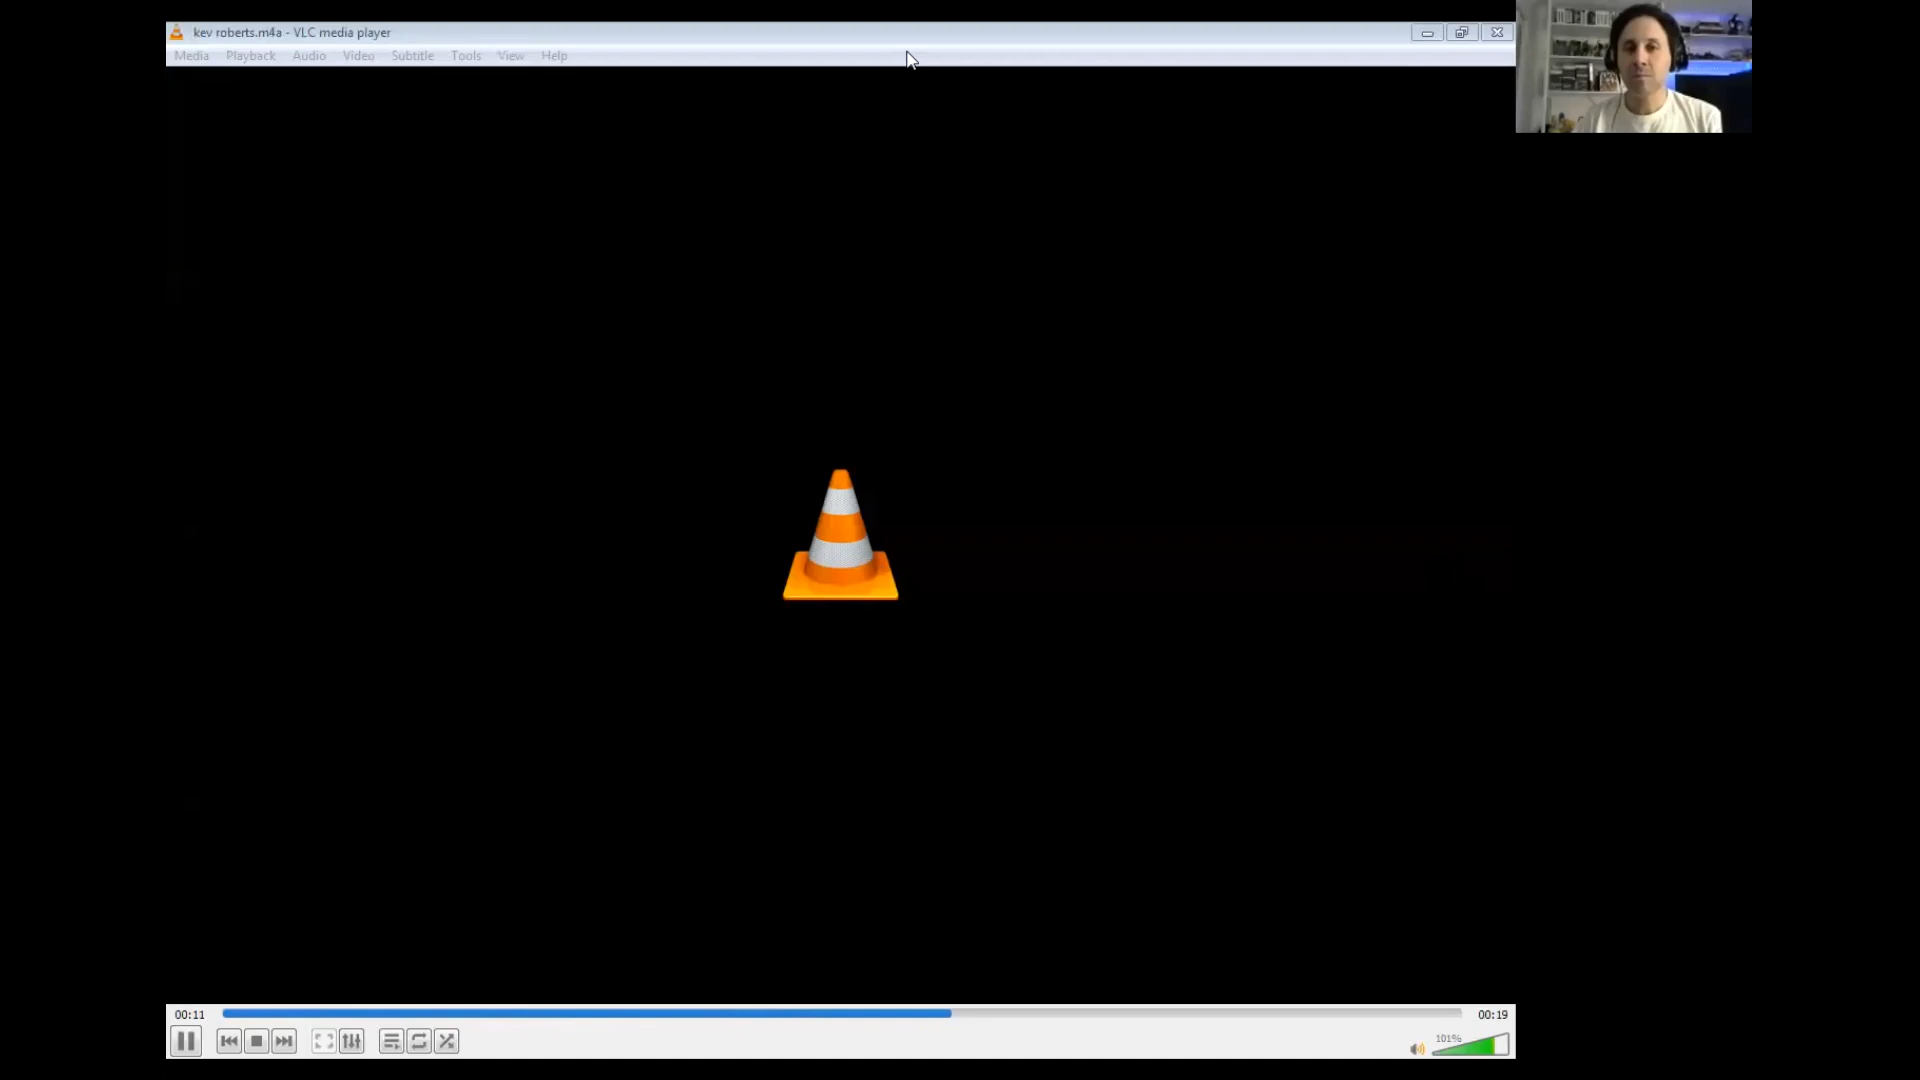 kev roberts.m4a - VLC media player
Media Playback Audio Video Subtitle Tools View Help
00:11
00:19
101%